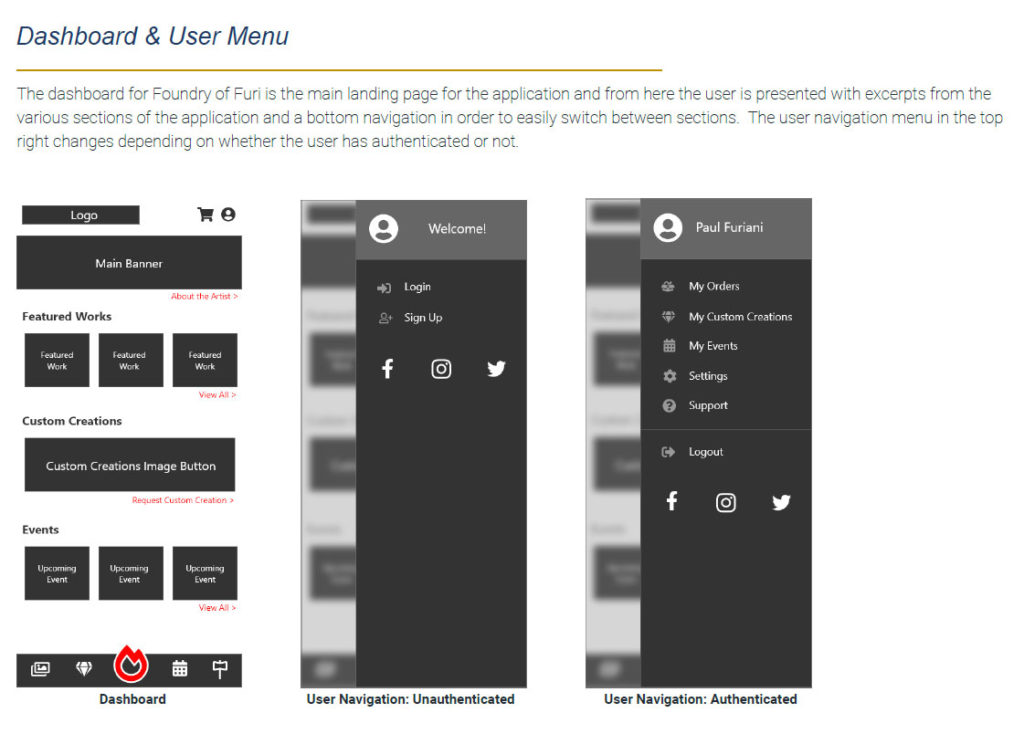 Dashboard & User Menu
The dashboard for Foundry of Furi is the main landing page for the application and from here the user is presented with excerpts from the
various sections of the application and a bottom navigation in order to easily switch between sections.  The user navigation menu in the top
right changes depending on whether the user has authenticated or not.
Logo
Main Banner
About the Artist >
Featured Works
Featured
Work
Featured
Work
Featured
Work
View All >
Custom Creations
Custom Creations Image Button
Request Custom Creation >
Events
Upcoming
Event
Upcoming
Event
Upcoming
Event
View All >
Dashboard
Welcome!
Login
Sign Up
User Navigation: Unauthenticated
Paul Furiani
My Orders
My Custom Creations
My Events
Settings
Support
Logout
User Navigation: Authenticated